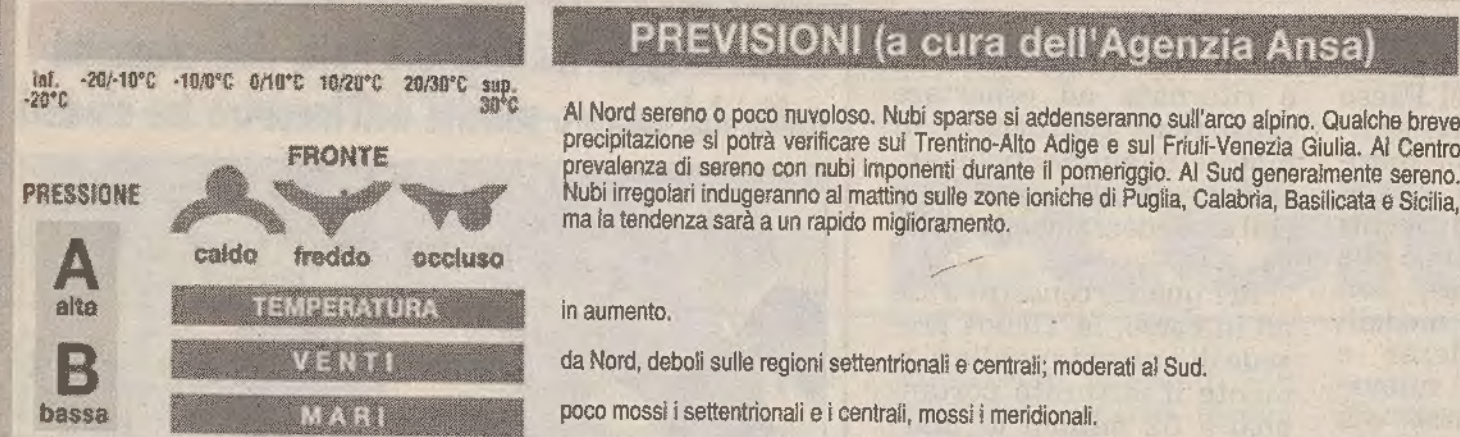 inf. -20/-10°C -10/0°C 0/10°C 10/20°C 20/30°C sup.
-20°C 30°C
FRONTE
PRESSIONE
caldo freddo occluso
A
alta
B
bassa
PREVISIONI (a cura dell'Agenzia Ansa)
Al Nord sereno o poco nuvoloso. Nubi sparse si addenseranno sull'arco alpino. Qualche breve
precipitazione si potrà verificare sul Trentino-Alto Adige e sul Friuli-Venezia Giulia. Al Centro
prevalenza di sereno con nubi imponenti durante il pomeriggio. Al Sud generalmente sereno.
Nubi irregolari indugeranno al mattino sulle zone ioniche di Puglia, Calabria, Basilicata e Sicilia,
ma la tendenza sarà a un rapido miglioramento.
TEMPERATURA in aumento.
VENTI da Nord, deboli sulle regioni settentrionali e centrali; moderati al Sud.
MARI poco mossi i settentrionali e i centrali, mossi i meridionali.